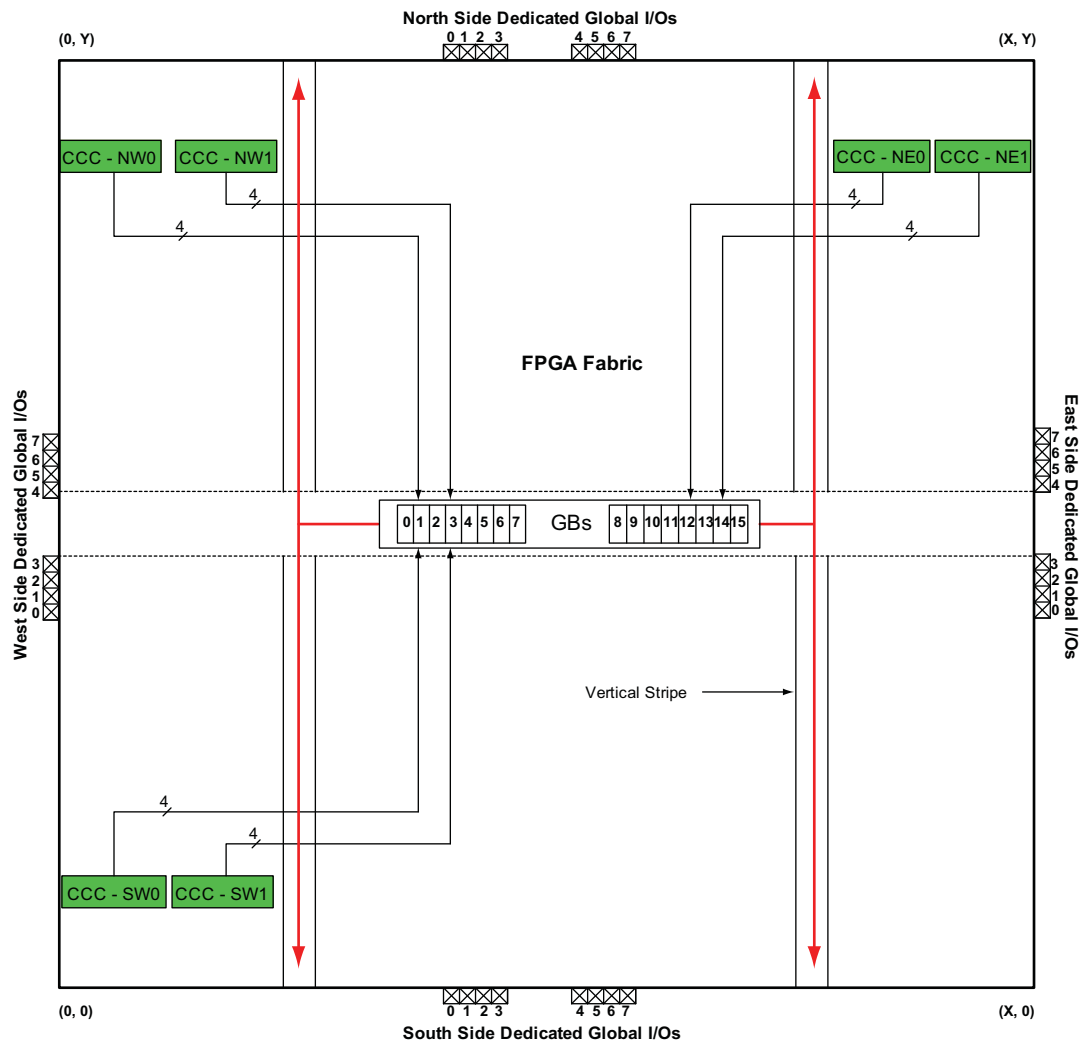 North Side Dedicated Global I/Os
(0, Y)
0 1 2 3
4 5 6 7
(X, Y)
CCC - NW0
CCC - NW1
CCC - NE0
CCC - NE1
4
4
4
4
FPGA Fabric
West Side Dedicated Global I/Os
7
6
5
4
3
2
1
0
0 1 2 3 4 5 6 7
GBs
8 9 10 11 12 13 14 15
East Side Dedicated Global I/Os
7
6
5
4
3
2
1
0
Vertical Stripe
4
4
CCC - SW0
CCC - SW1
(0, 0)
0 1 2 3
4 5 6 7
(X, 0)
South Side Dedicated Global I/Os